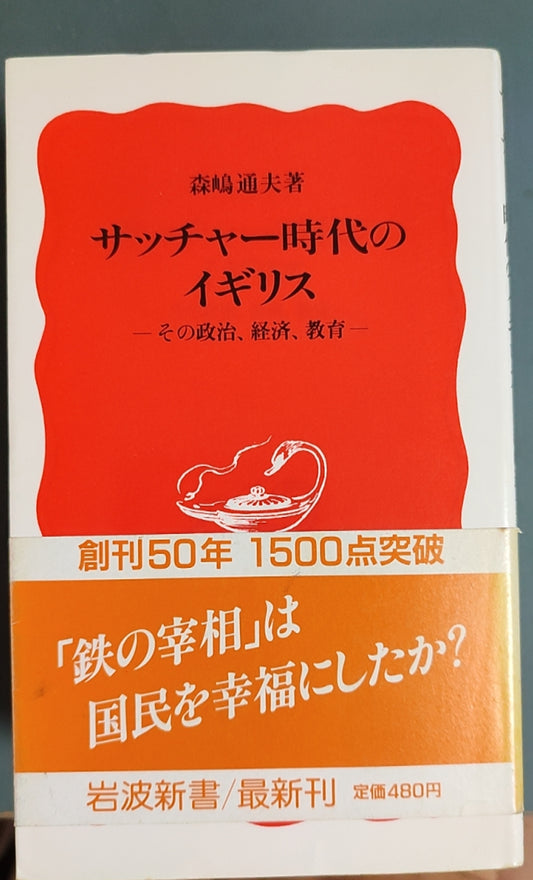 森嶋通夫著
サッチャー時代の
イギリス
―その政治、経済、教育―
創刊50年 1500点突破
「鉄の宰相」は
国民を幸福にしたか?
岩波新書/最新刊 定価480円